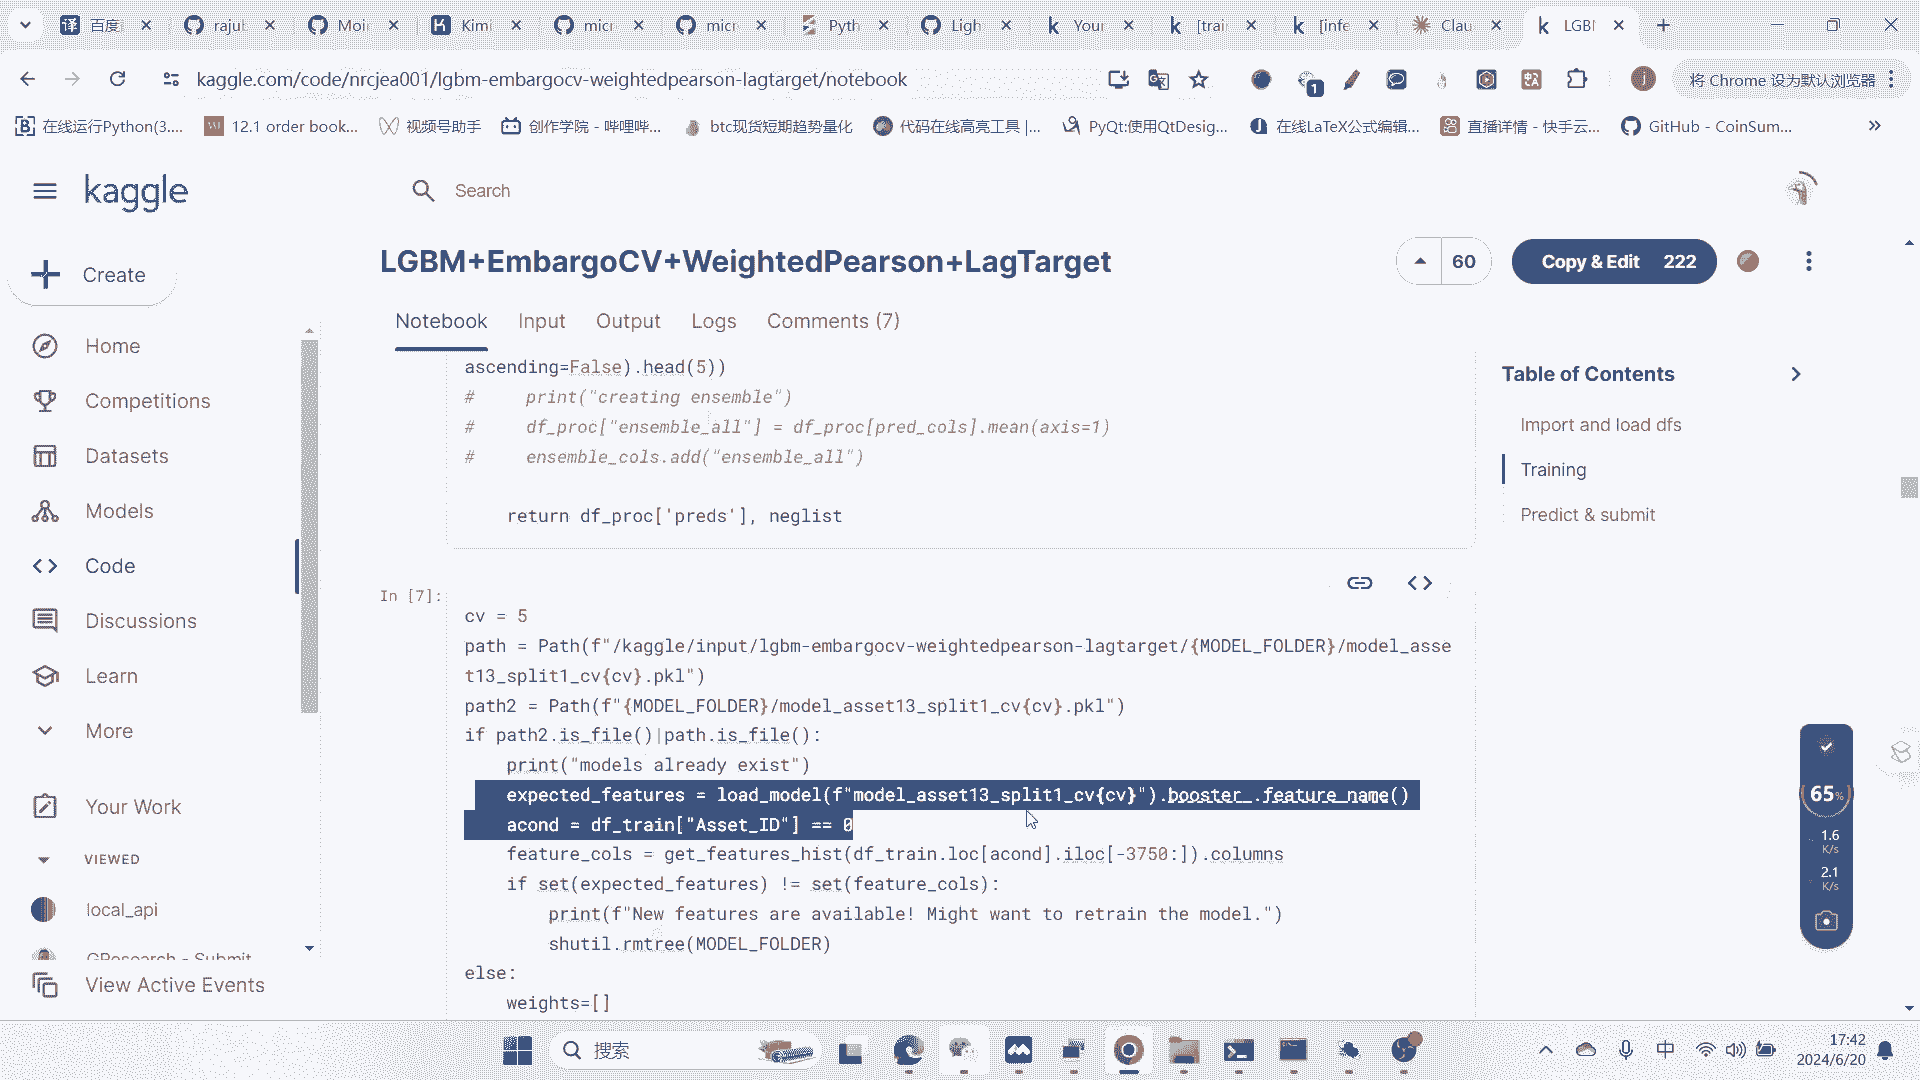 百度
rajul
Moi
Kimi
micr
micr
Pyth
Ligh
Your
[trai
[infe
Clau
LGBI
kaggle.com/code/nrcjea001/lgbm-embargocv-weightedpearson-lagtarget/notebook
将 Chrome 设为默认浏览器
在线运行Python(3....
12.1 order book...
视频号助手
创作学院 - 哔哩哔...
btc现货短期趋势量化
代码在线高亮工具 |...
PyQt:使用QtDesig...
在线LaTeX公式编辑...
直播详情 - 快手云...
GitHub - CoinSum...
kaggle
Search
Create
Home
Competitions
Datasets
Models
Code
Discussions
Learn
More
Your Work
VIEWED
local_api
GResearch - Submit
View Active Events
LGBM+EmbargoCV+WeightedPearson+LagTarget
60
Copy & Edit 222
Notebook
Input
Output
Logs
Comments (7)
ascending=False).head(5))
#     print("creating ensemble")
#     df_proc["ensemble_all"] = df_proc[pred_cols].mean(axis=1)
#     ensemble_cols.add("ensemble_all")
    return df_proc['preds'], neglist
In [7]:
cv = 5
path = Path(f"/kaggle/input/lgbm-embargocv-weightedpearson-lagtarget/{MODEL_FOLDER}/model_asse
t13_split1_cv{cv}.pkl")
path2 = Path(f"{MODEL_FOLDER}/model_asset13_split1_cv{cv}.pkl")
if path2.is_file()|path.is_file():
    print("models already exist")
    expected_features = load_model(f"model_asset13_split1_cv{cv}").booster_.feature_name()
    acond = df_train["Asset_ID"] == 0
    feature_cols = get_features_hist(df_train.loc[acond].iloc[-3750:]).columns
    if set(expected_features) != set(feature_cols):
        print(f"New features are available! Might want to retrain the model.")
        shutil.rmtree(MODEL_FOLDER)
else:
    weights=[]
Table of Contents
Import and load dfs
Training
Predict & submit
65%
1.6
K/s
2.1
K/s
搜索
中
17:42
2024/6/20